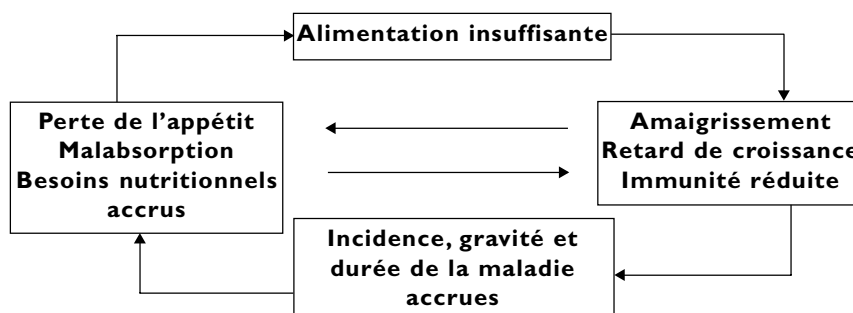 Alimentation insuffisante
Perte de l'appétit
Malabsorption
Besoins nutritionnels
accrus
Amaigrissement
Retard de croissance
Immunité réduite
Incidence, gravité et
durée de la maladie
accrues